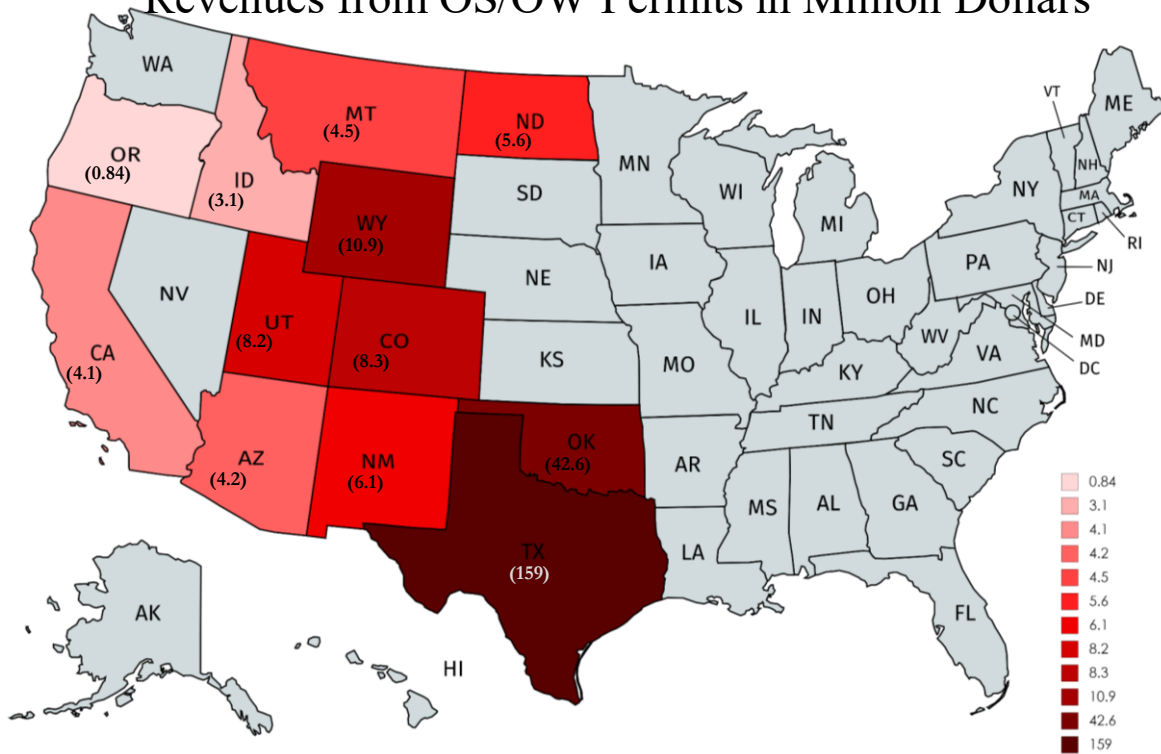 Revenues from OS/OW Permits in Million Dollars
WA
MT
(4.5)
ND
(5.6)
MN
VT
ME
OR
(0.84)
ID
(3.1)
SD
WI
MI
NY
NH
MA
CT
RI
WY
(10.9)
IA
NE
PA
NJ
DE
MD
DC
NV
UT
(8.2)
CO
(8.3)
KS
MO
IL
IN
OH
WV
VA
KY
CA
(4.1)
AZ
(4.2)
NM
(6.1)
OK
(42.6)
AR
TN
NC
SC
MS
AL
GA
TX
(159)
LA
FL
AK
HI
0.84
3.1
4.1
4.2
4.5
5.6
6.1
8.2
8.3
10.9
42.6
159